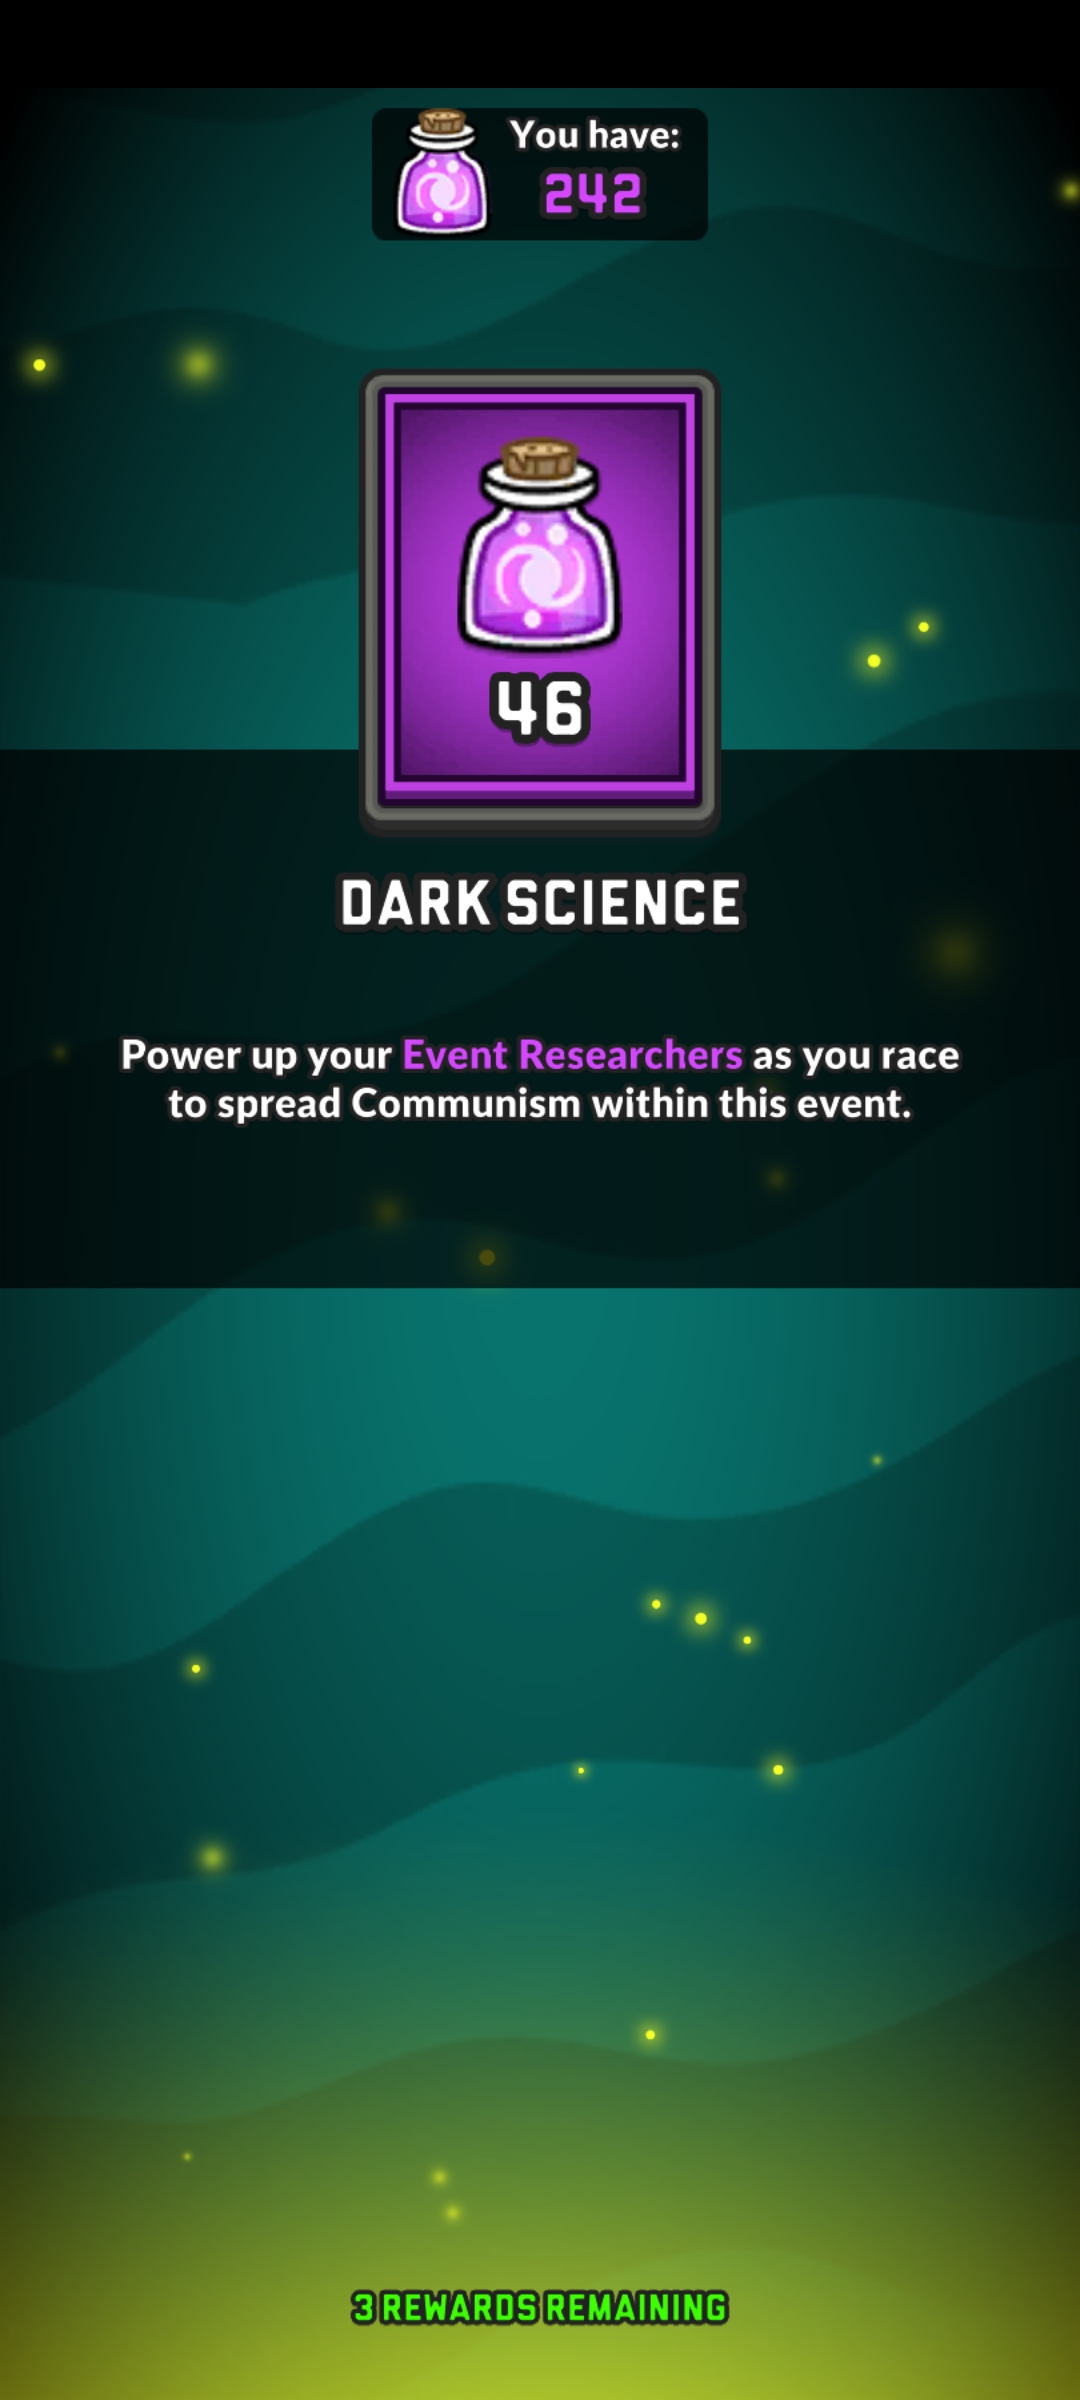 You have:
242
46
DARK SCIENCE
Power up your Event Researchers as you race
to spread Communism within this event.
3 REWARDS REMAINING